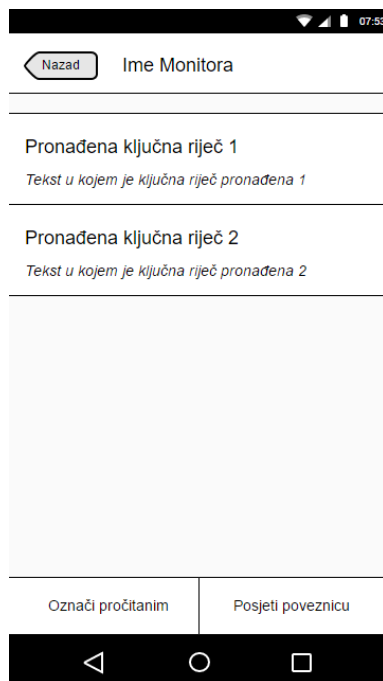 07:53
Nazad
Ime Monitora
Pronađena ključna riječ 1
Tekst u kojem je ključna riječ pronađena 1
Pronađena ključna riječ 2
Tekst u kojem je ključna riječ pronađena 2
Označi pročitanim
Posjeti poveznicu